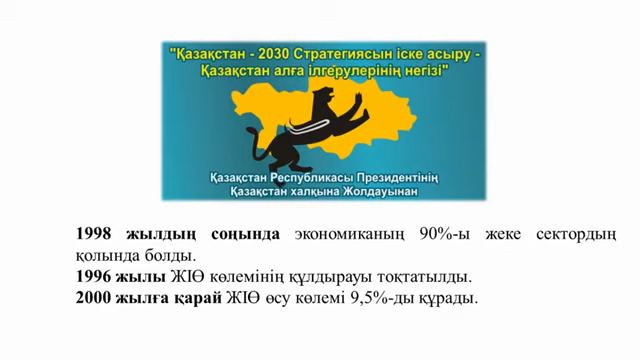 "Қазақстан - 2030 Стратегиясын іске асыру -
Қазақстан алға ілгерулерінің негізі"
Қазақстан Республикасы Президентінің
Қазақстан халқына Жолдауынан
1998 жылдың соңында экономиканың 90%-ы жеке сектордың
қолында болды.
1996 жылы ЖІӨ көлемінің құлдырауы тоқтатылды.
2000 жылға қарай ЖІӨ өсу көлемі 9,5%-ды құрады.